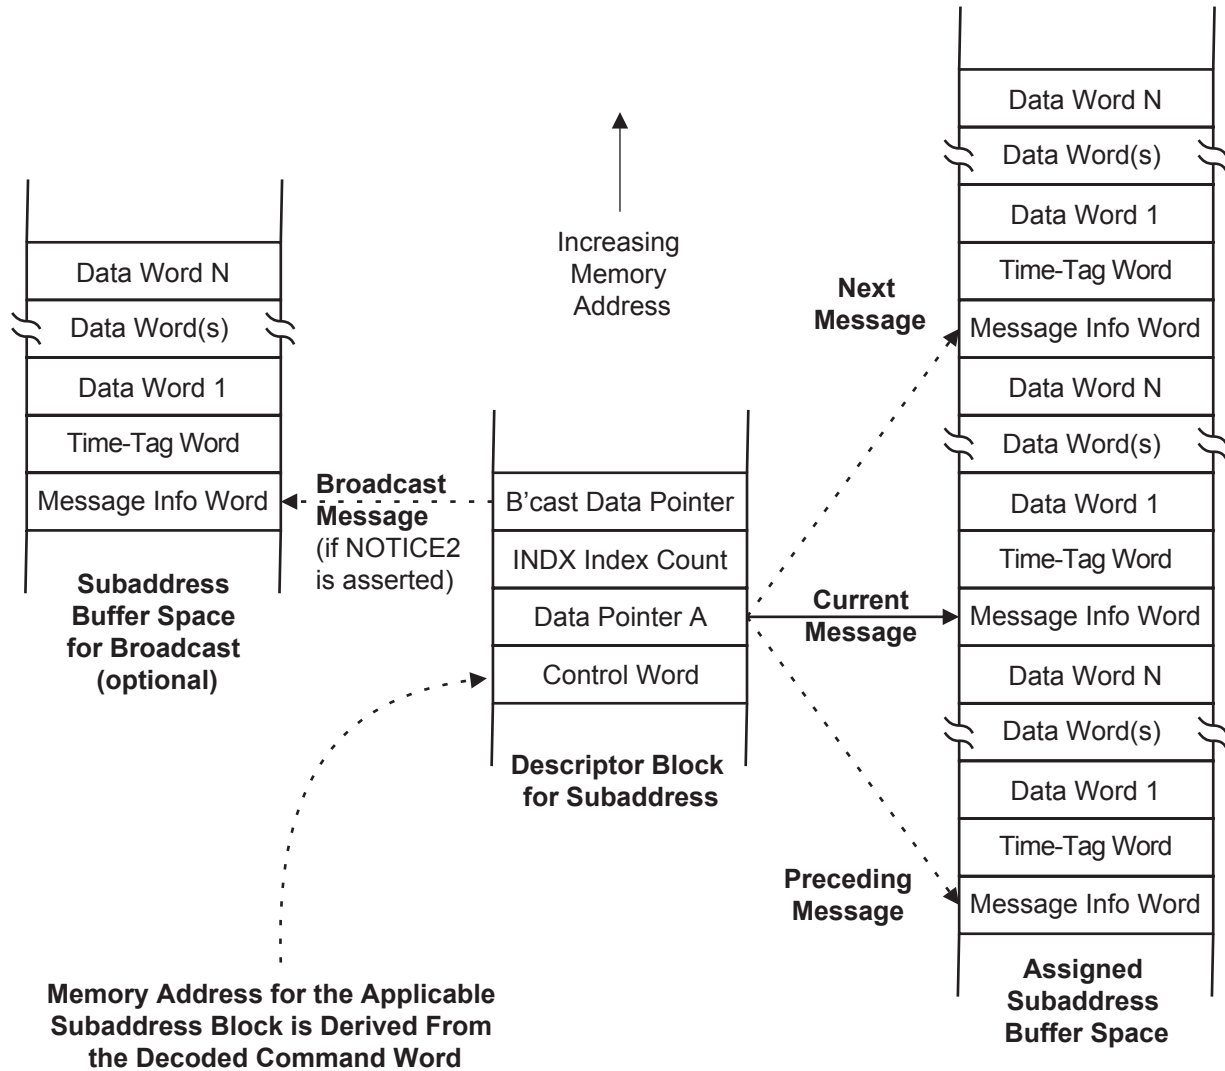 Data Word N
Data Word(s)
Data Word 1
Time-Tag Word
Message Info Word
Subaddress
Buffer Space
for Broadcast
(optional)
Increasing
Memory
Address
Broadcast
Message
(if NOTICE2
is asserted)
B'cast Data Pointer
INDX Index Count
Data Pointer A
Control Word
Descriptor Block
for Subaddress
Memory Address for the Applicable
Subaddress Block is Derived From
the Decoded Command Word
Next
Message
Current
Message
Preceding
Message
Data Word N
Data Word(s)
Data Word 1
Time-Tag Word
Message Info Word
Data Word N
Data Word(s)
Data Word 1
Time-Tag Word
Message Info Word
Data Word N
Data Word(s)
Data Word 1
Time-Tag Word
Message Info Word
Assigned
Subaddress
Buffer Space